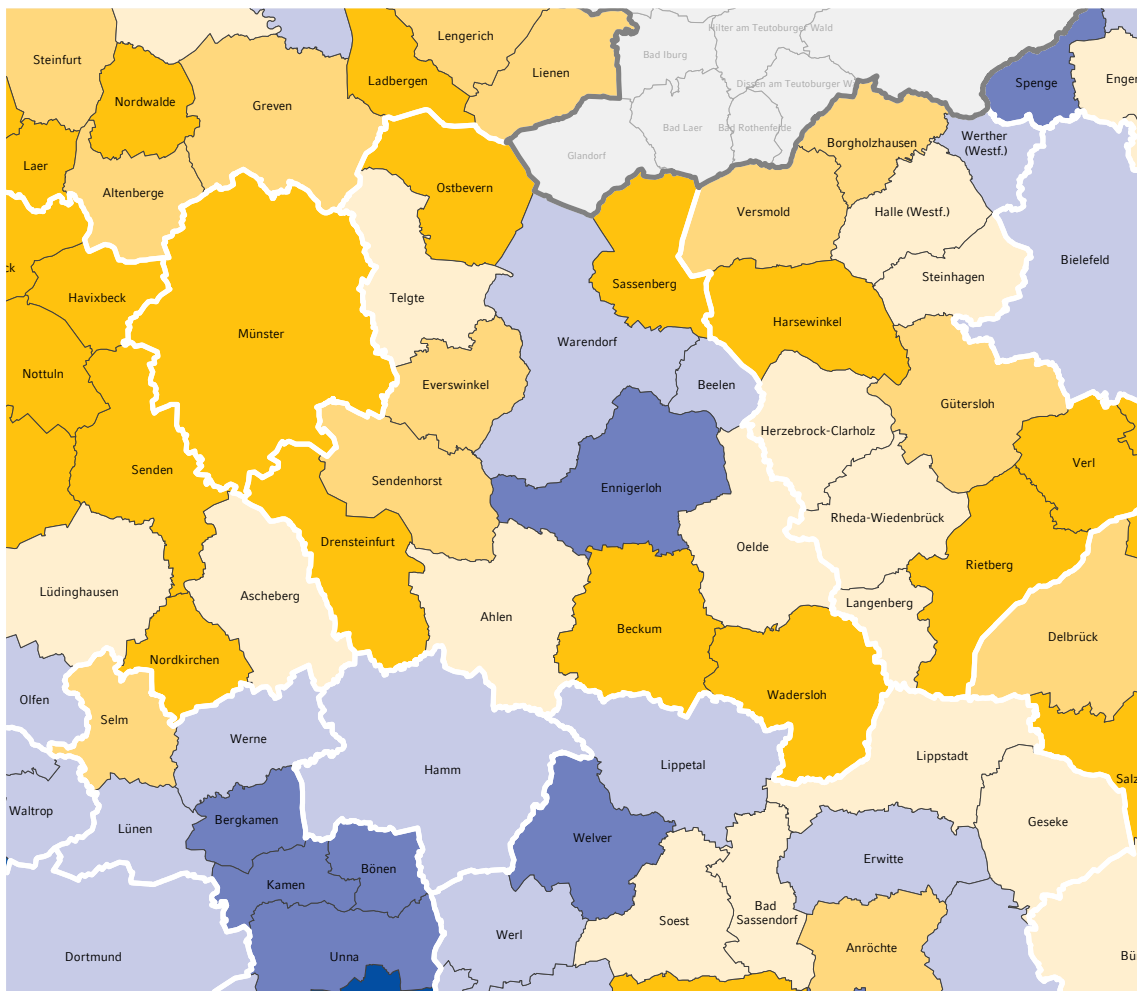 Hilter am Teutoburger Wald
Lengerich
Bad Iburg
Steinfurt
Lienen
Ladbergen
Dissen am Teutoburger W
Spenge
Enger
Nordwalde
Greven
Bad Laer
Bad Rothenfelde
Borgholzhausen
Werther
(Westf.)
Glandorf
Laer
Altenberge
Ostbevern
Versmold
Halle (Westf.)
Bielefeld
ck
Havixbeck
Telgte
Sassenberg
Steinhagen
Münster
Harsewinkel
Warendorf
Nottuln
Everswinkel
Beelen
Gütersloh
Herzebrock-Clarholz
Senden
Sendenhorst
Ennigerloh
Verl
Rheda-Wiedenbrück
Drensteinfurt
Oelde
Rietberg
Lüdinghausen
Ascheberg
Langenberg
Ahlen
Beckum
Delbrück
Nordkirchen
Olfen
Selm
Wadersloh
Werne
Lippstadt
Hamm
Lippetal
Salz
Waltrop
Lünen
Bergkamen
Welver
Geseke
Erwitte
Bönen
Kamen
Bad
Sassendorf
Soest
Werl
Anröchte
Dortmund
Unna
Bü